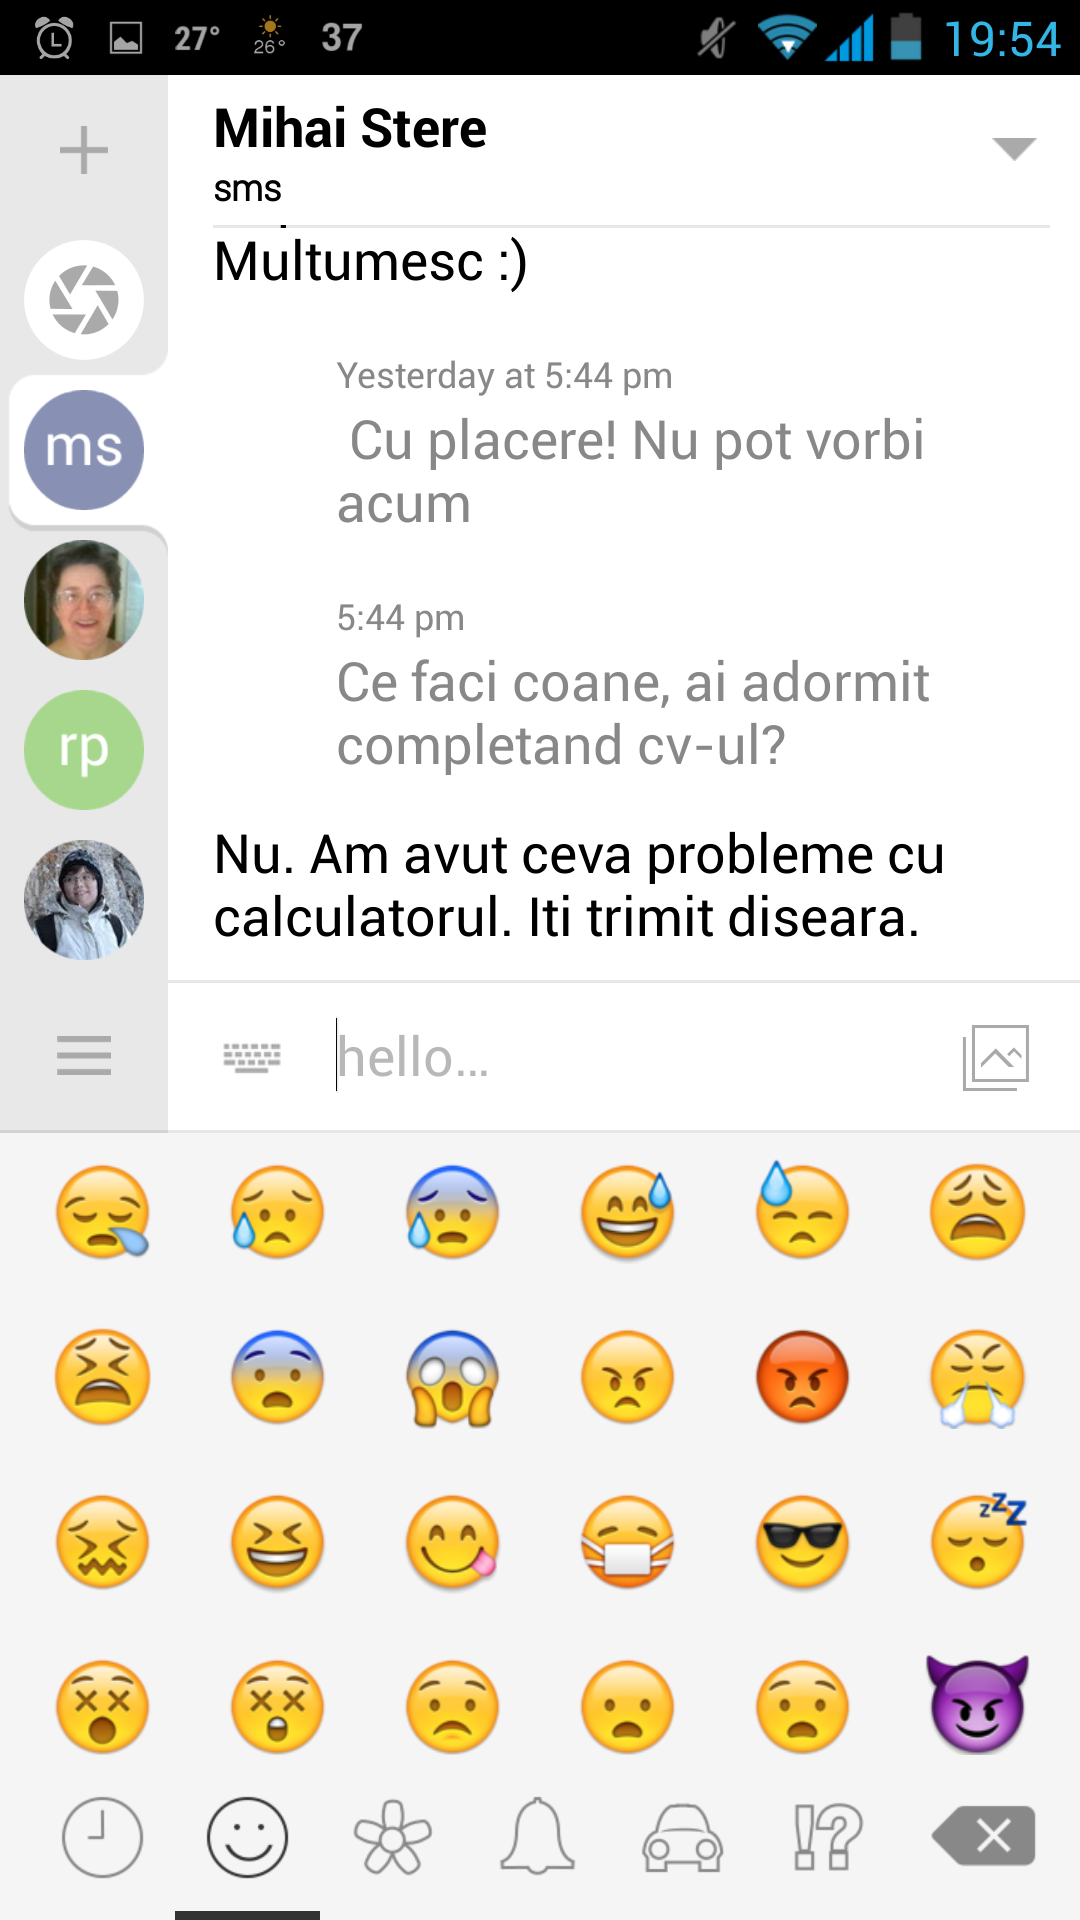 27° 26° 37 19:54
Mihai Stere
sms
Multumesc :)
Yesterday at 5:44 pm
Cu placere! Nu pot vorbi
acum
ms
5:44 pm
Ce faci coane, ai adormit
completand cv-ul?
rp
Nu. Am avut ceva probleme cu
calculatorul. Iti trimit diseara.
hello...
zzZ
!?